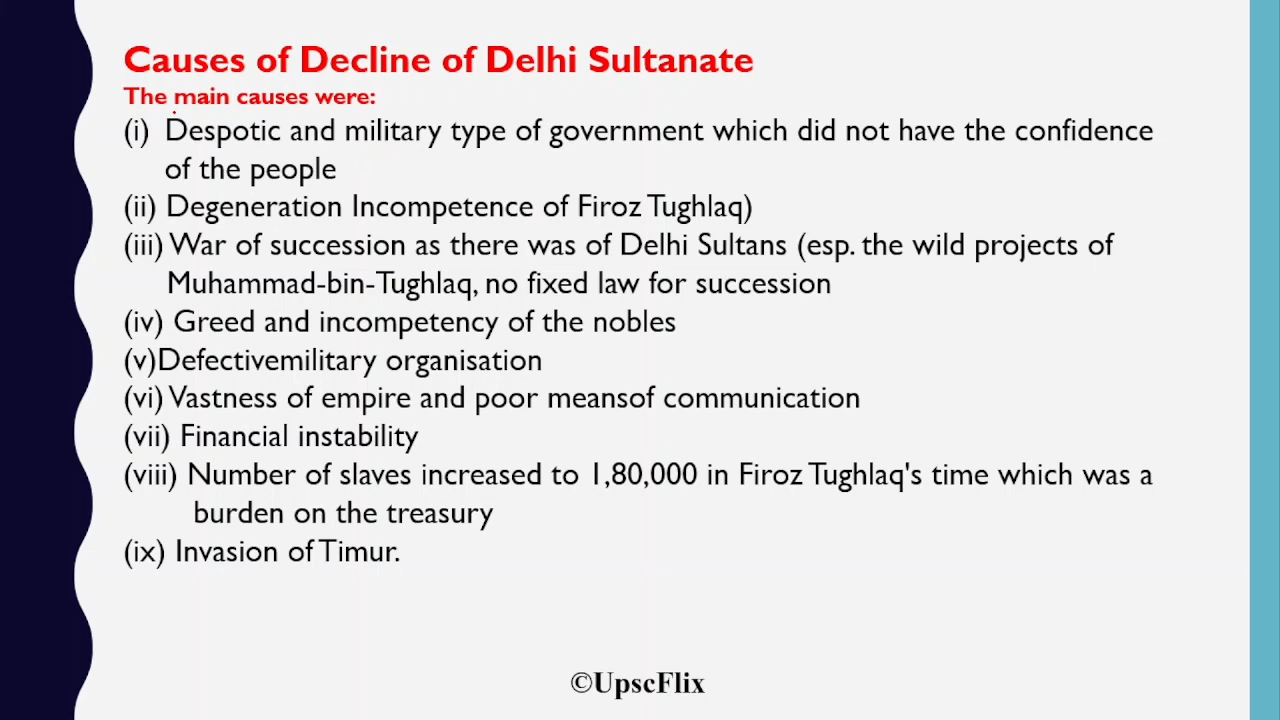 Causes of Decline of Delhi Sultanate
The main causes were:
(i) Despotic and military type of government which did not have the confidence
of the people
(ii) Degeneration Incompetence of Firoz Tughlaq)
(iii) War of succession as there was of Delhi Sultans (esp. the wild projects of
Muhammad-bin-Tughlaq, no fixed law for succession
(iv) Greed and incompetency of the nobles
(v)Defectivemilitary organisation
(vi) Vastness of empire and poor meansof communication
(vii) Financial instability
(viii) Number of slaves increased to 1,80,000 in Firoz Tughlaq's time which was a
burden on the treasury
(ix) Invasion of Timur.
©UpscFlix